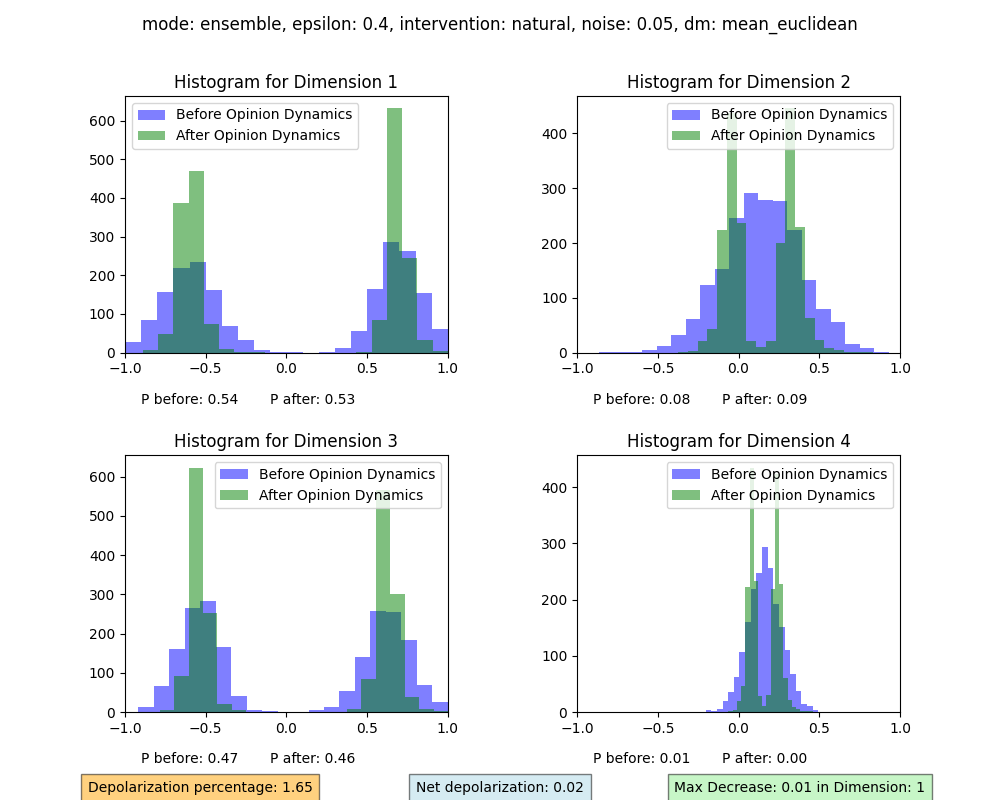 mode: ensemble, epsilon: 0.4, intervention: natural, noise: 0.05, dm: mean_euclidean
Histogram for Dimension 1
Before Opinion Dynamics
After Opinion Dynamics
600
500
400
300
200
100
0
−1.0 −0.5 0.0 0.5 1.0
P before: 0.54 P after: 0.53
Histogram for Dimension 2
Before Opinion Dynamics
After Opinion Dynamics
400
300
200
100
0
−1.0 −0.5 0.0 0.5 1.0
P before: 0.08 P after: 0.09
Histogram for Dimension 3
Before Opinion Dynamics
After Opinion Dynamics
600
500
400
300
200
100
0
−1.0 −0.5 0.0 0.5 1.0
P before: 0.47 P after: 0.46
Histogram for Dimension 4
Before Opinion Dynamics
After Opinion Dynamics
400
300
200
100
0
−1.0 −0.5 0.0 0.5 1.0
P before: 0.01 P after: 0.00
Depolarization percentage: 1.65
Net depolarization: 0.02
Max Decrease: 0.01 in Dimension: 1